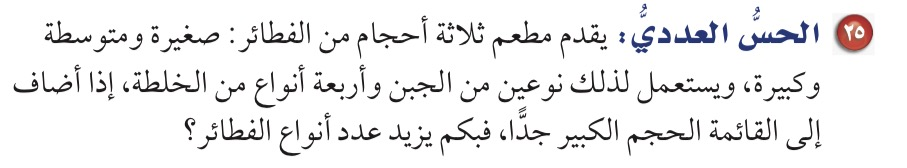 ٢٥ الحسُّ العدديُّ: يقدم مطعم ثلاثة أحجام من الفطائر: صغيرة ومتوسطة
وكبيرة، ويستعمل لذلك نوعين من الجبن وأربعة أنواع من الخلطة، إذا أضاف
إلى القائمة الحجم الكبير جدًّا، فبكم يزيد عدد أنواع الفطائر؟